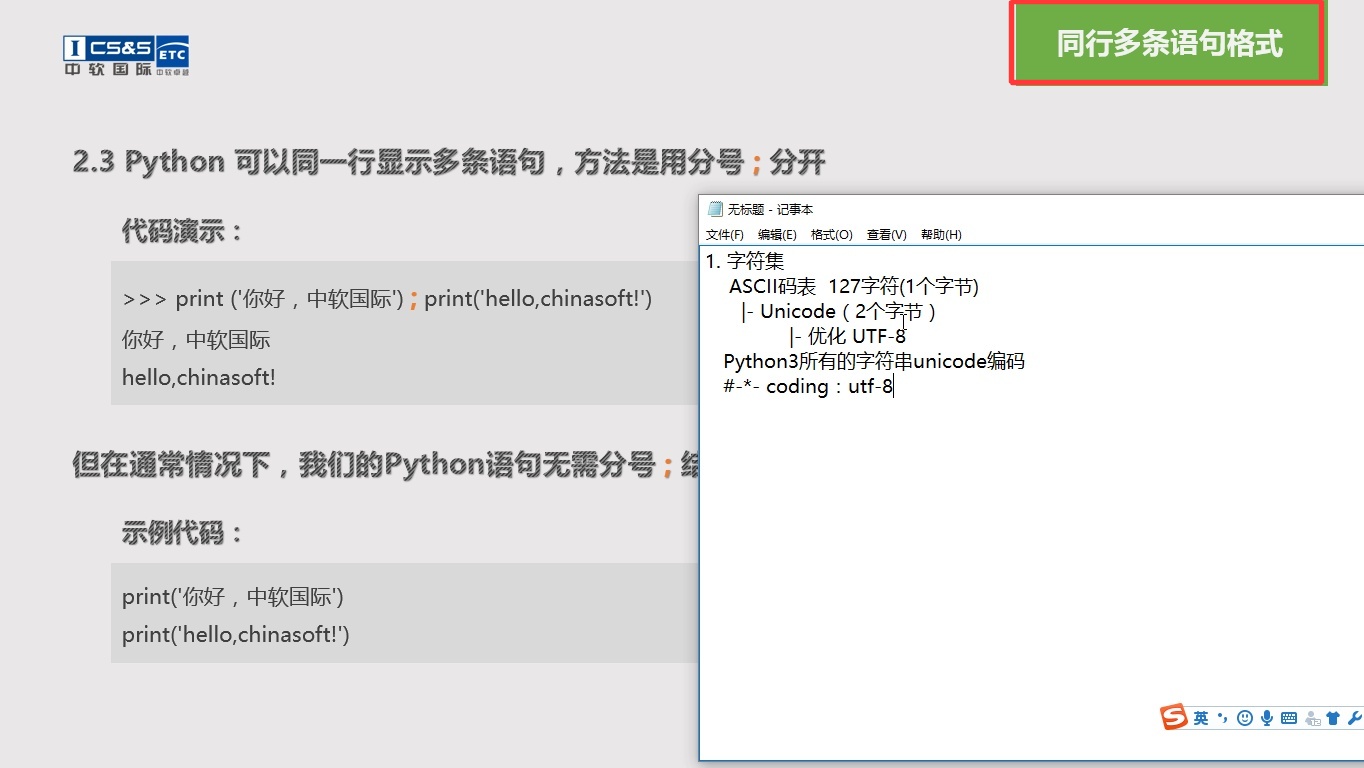 I CS&S ETC
中软国际 中软卓越
同行多条语句格式
2.3 Python 可以同一行显示多条语句，方法是用分号；分开
代码演示：
>>> print ('你好，中软国际')；print('hello,chinasoft!')
你好，中软国际
hello,chinasoft!
但在通常情况下，我们的Python语句无需分号；结
示例代码：
print('你好，中软国际')
print('hello,chinasoft!')
无标题 - 记事本
文件(F) 编辑(E) 格式(O) 查看(V) 帮助(H)
1. 字符集
ASCII码表 127字符(1个字节)
|- Unicode（2个字节）
|- 优化 UTF-8
Python3所有的字符串unicode编码
#-*- coding：utf-8
S 英